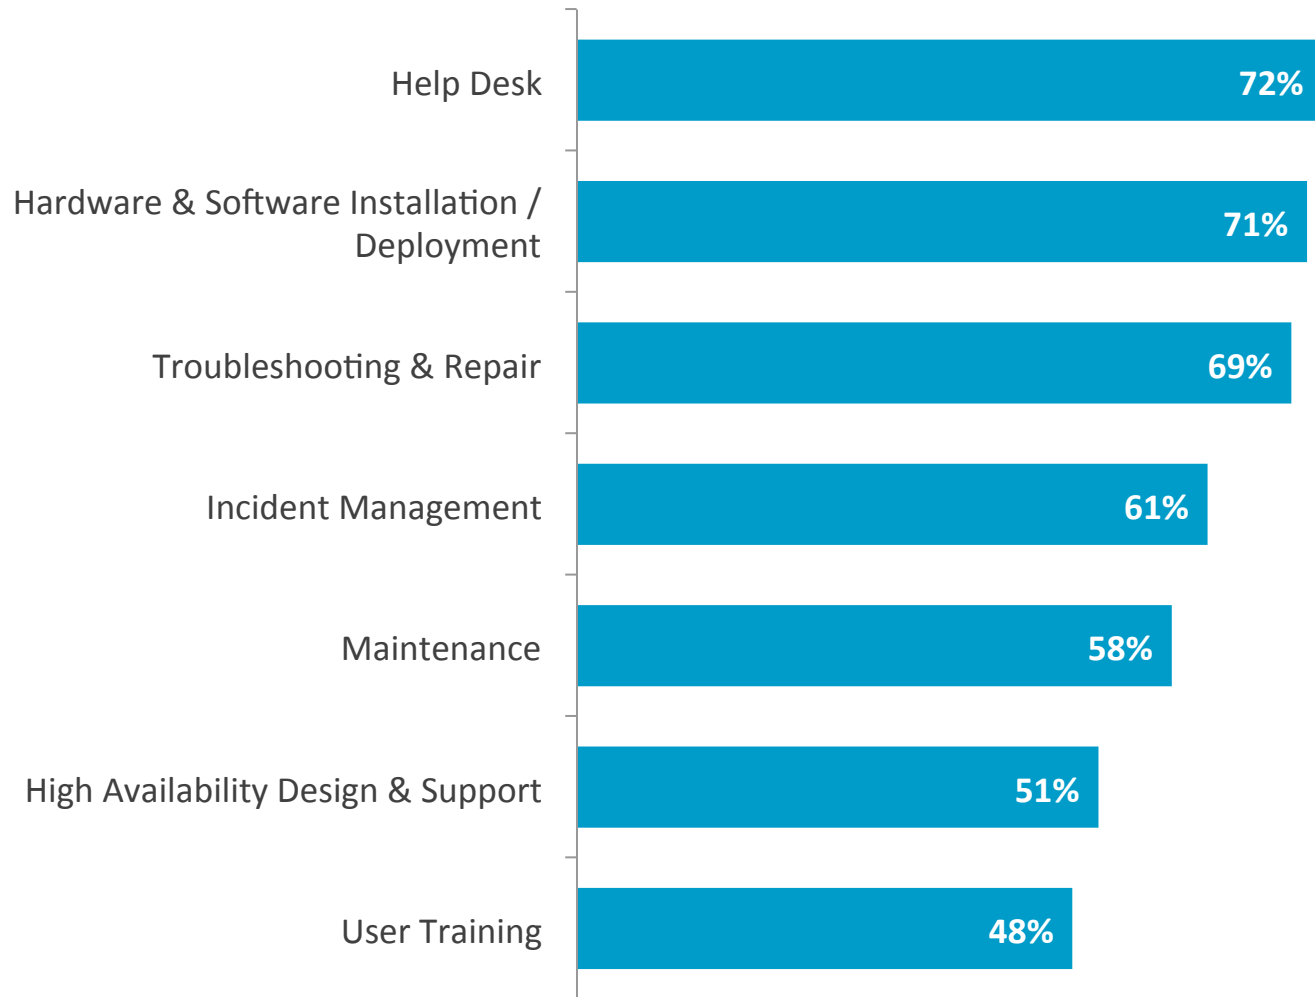 Help Desk
72%
Hardware & Software Installation /
Deployment
71%
Troubleshooting & Repair
69%
Incident Management
61%
Maintenance
58%
High Availability Design & Support
51%
User Training
48%